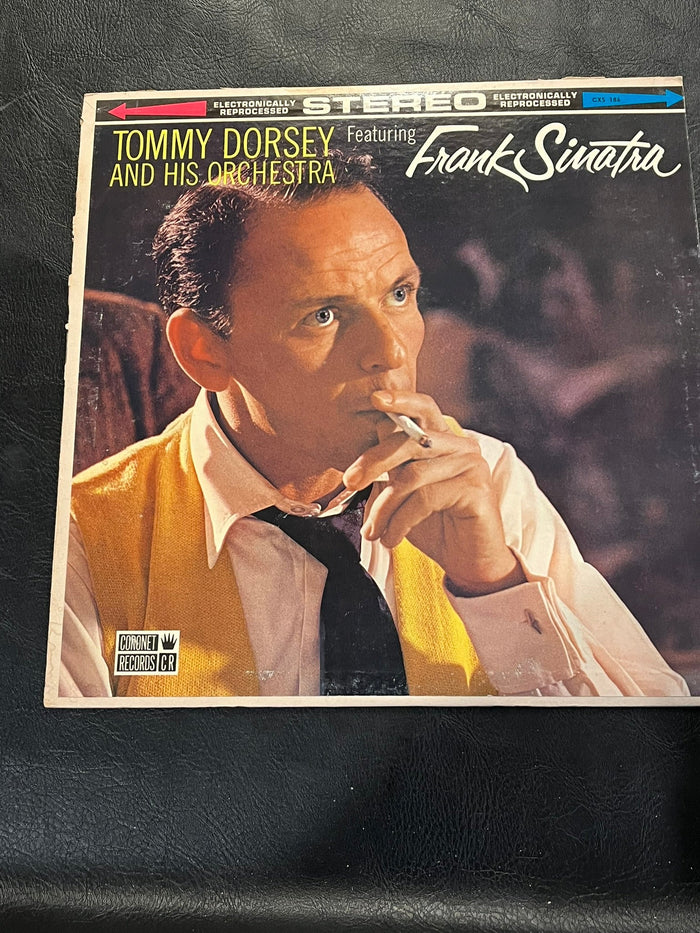 ELECTRONICALLY REPROCESSED STEREO ELECTRONICALLY REPROCESSED CXS 186
TOMMY DORSEY Featuring Frank Sinatra
AND HIS ORCHESTRA
CORONET
RECORDS CR